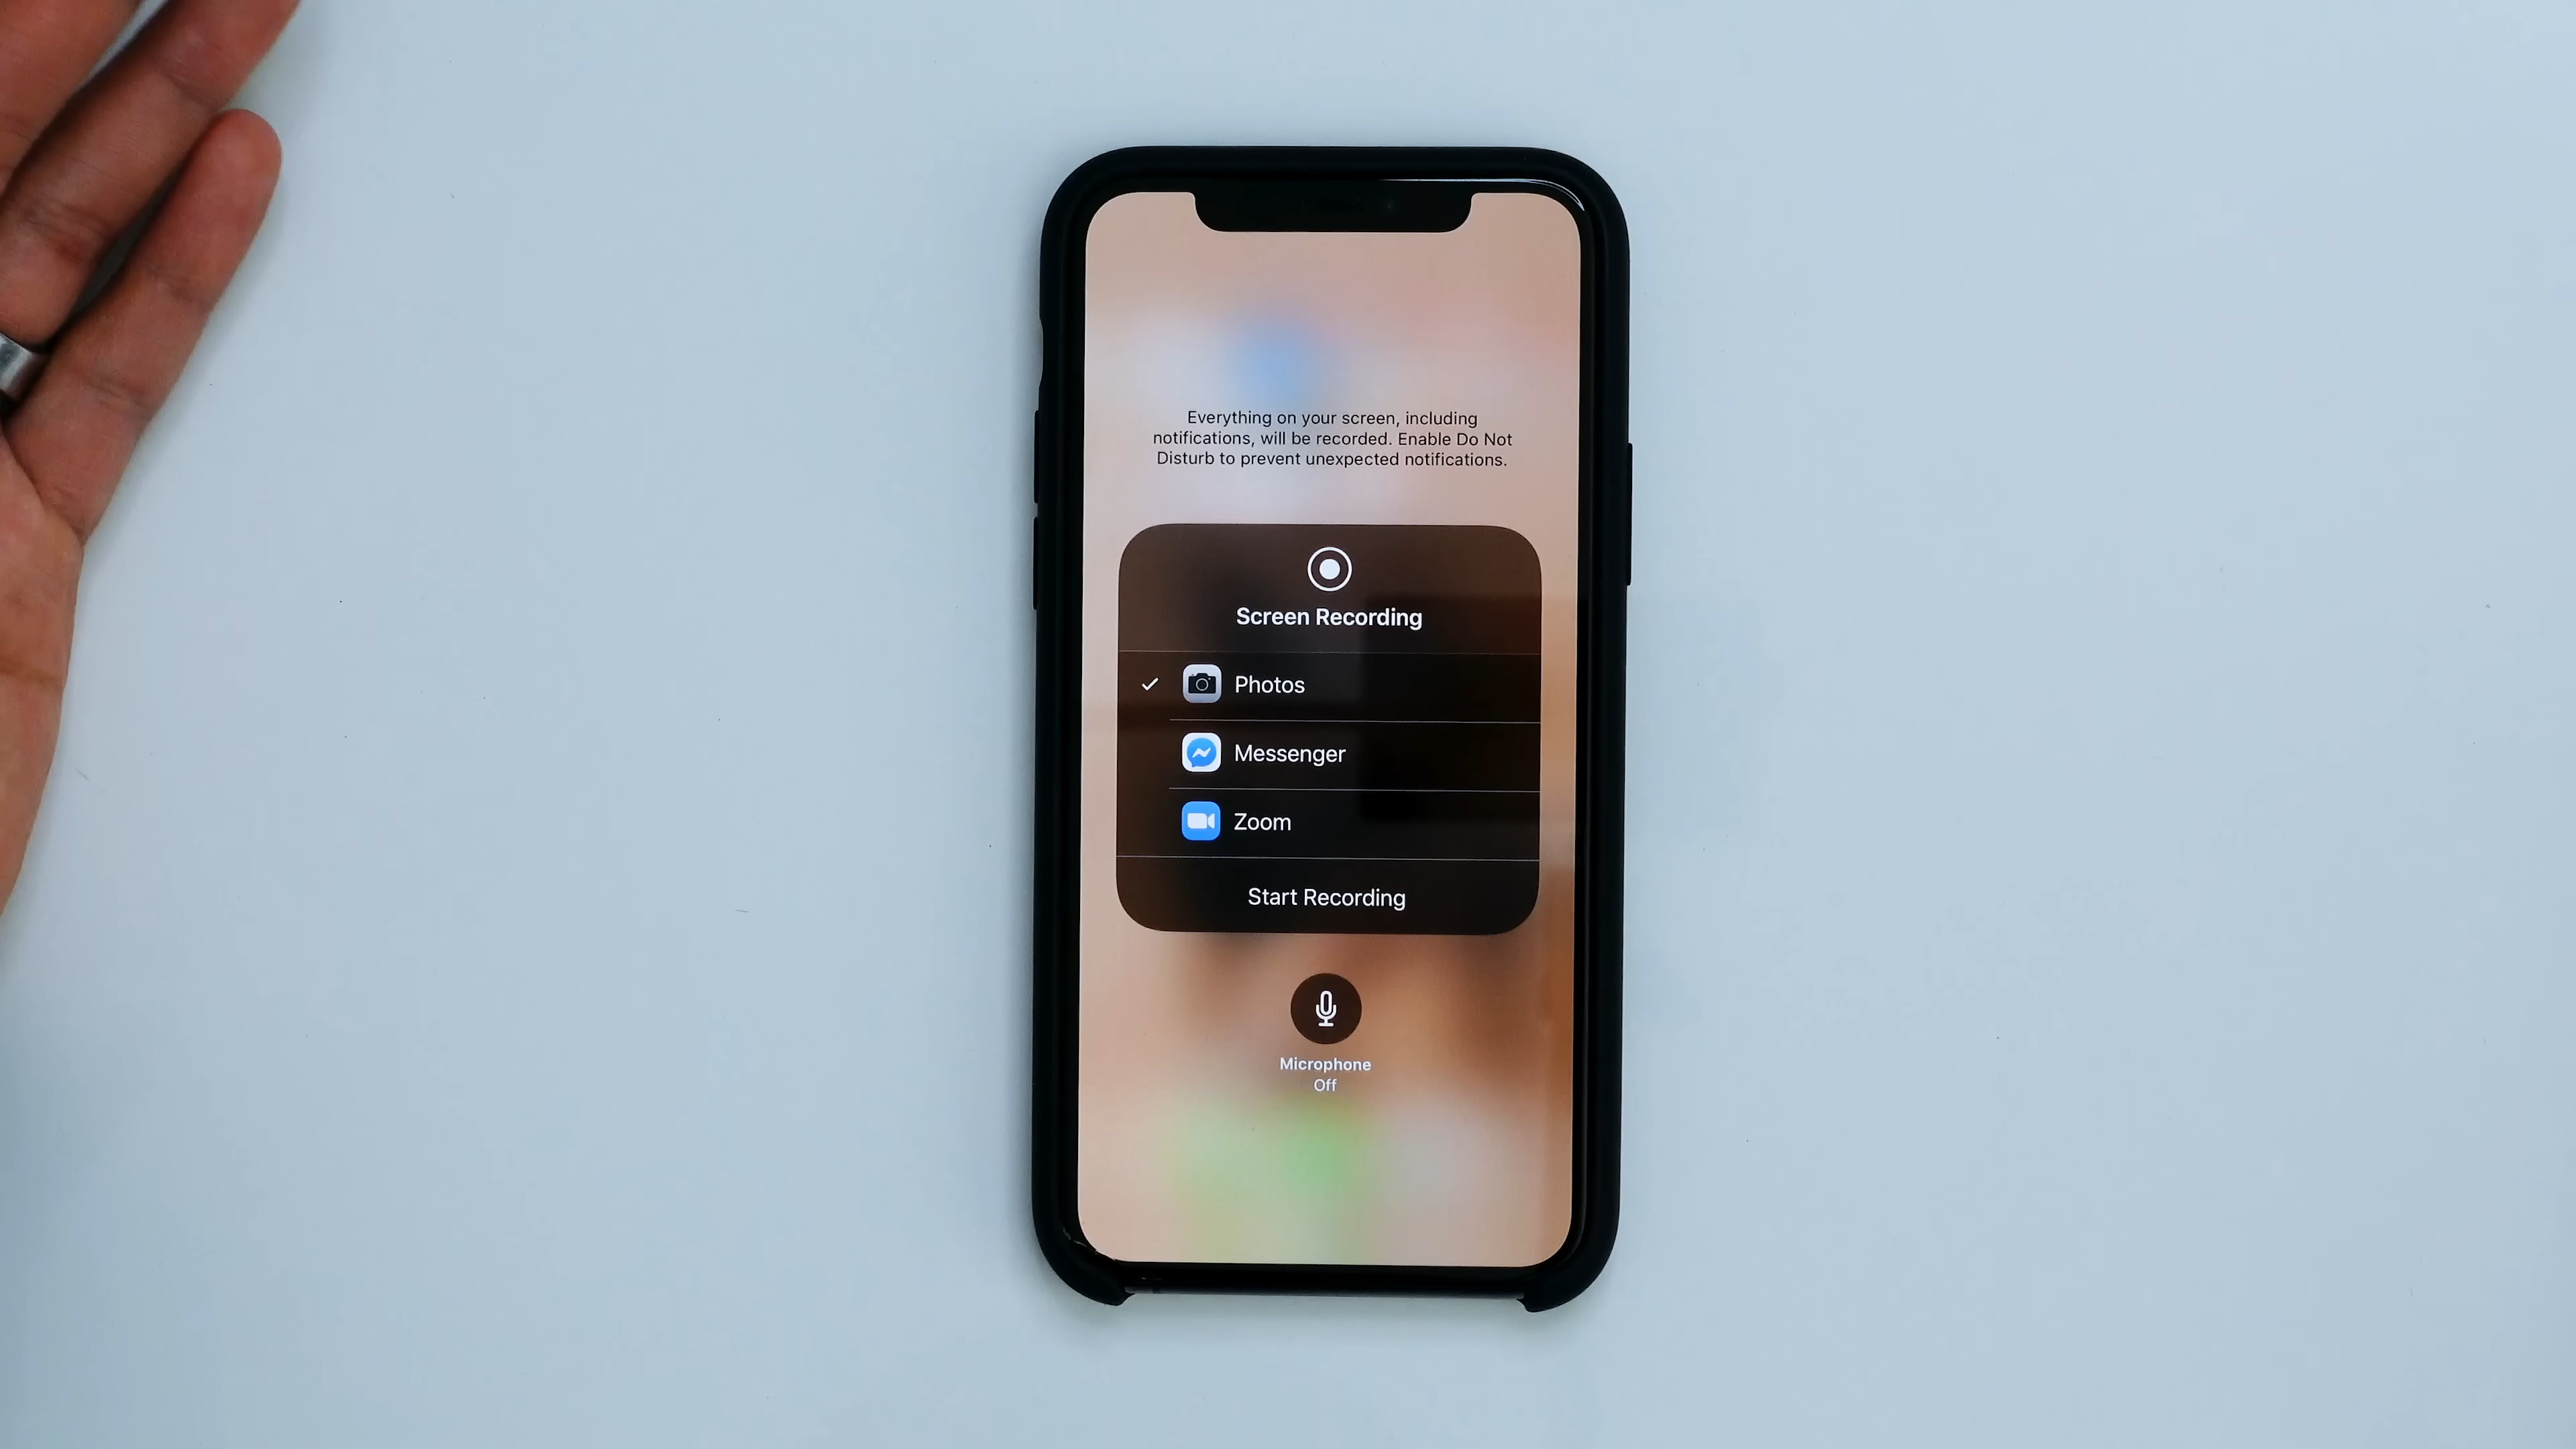 Everything on your screen, including
notifications, will be recorded. Enable Do Not
Disturb to prevent unexpected notifications.
Screen Recording
Photos
Messenger
Zoom
Start Recording
Microphone
Off